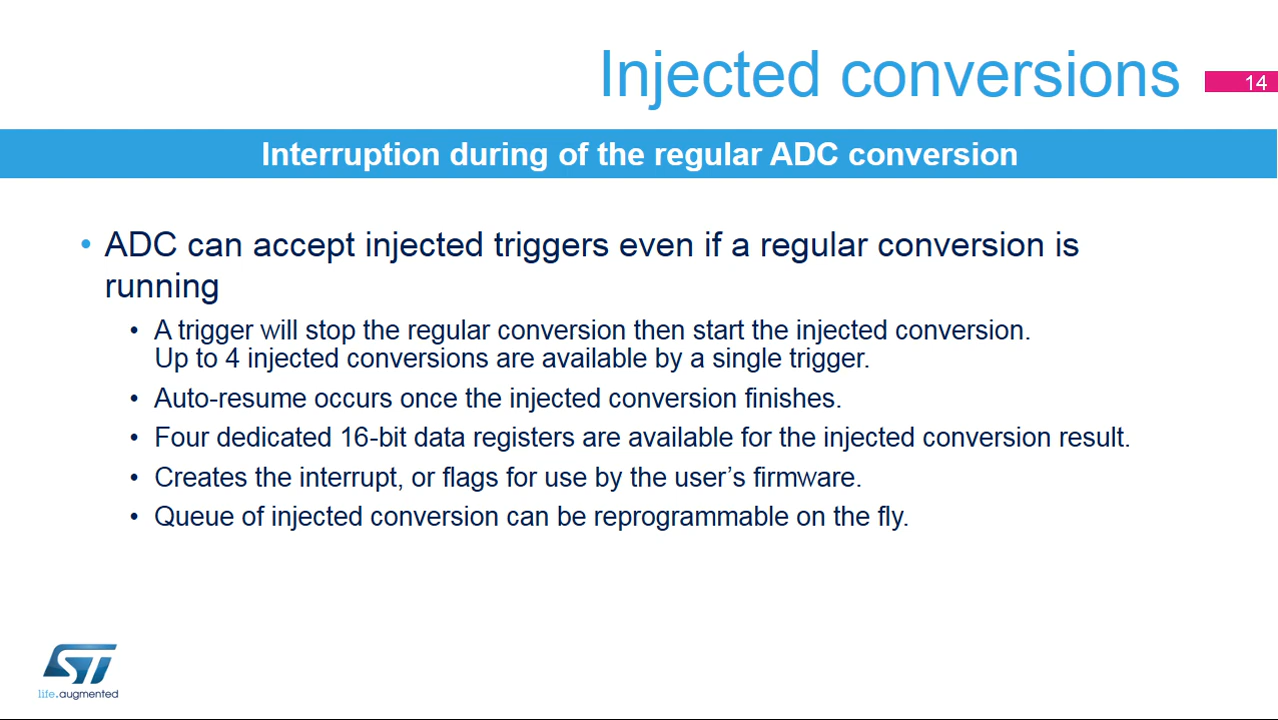 Injected conversions
14
Interruption during of the regular ADC conversion
• ADC can accept injected triggers even if a regular conversion is
running
• A trigger will stop the regular conversion then start the injected conversion.
Up to 4 injected conversions are available by a single trigger.
• Auto-resume occurs once the injected conversion finishes.
• Four dedicated 16-bit data registers are available for the injected conversion result.
• Creates the interrupt, or flags for use by the user’s firmware.
• Queue of injected conversion can be reprogrammable on the fly.
ST
life.augmented